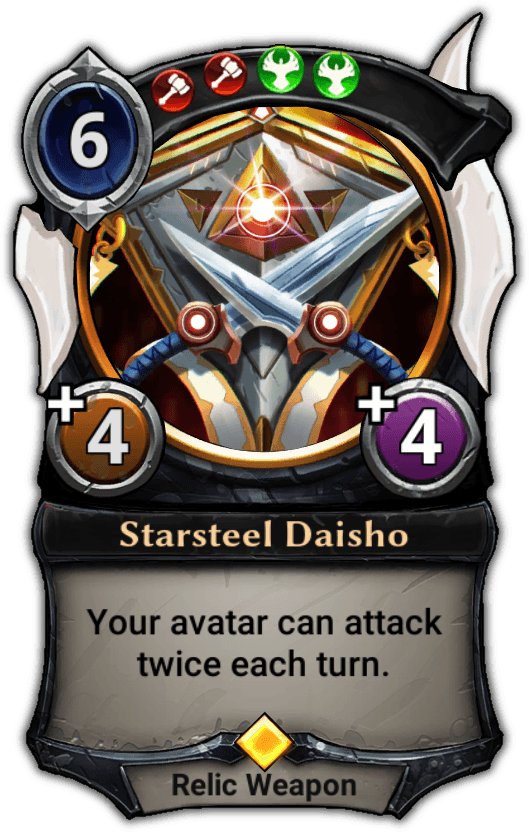 6
+4
+4
Starsteel Daisho
Your avatar can attack
twice each turn.
Relic Weapon